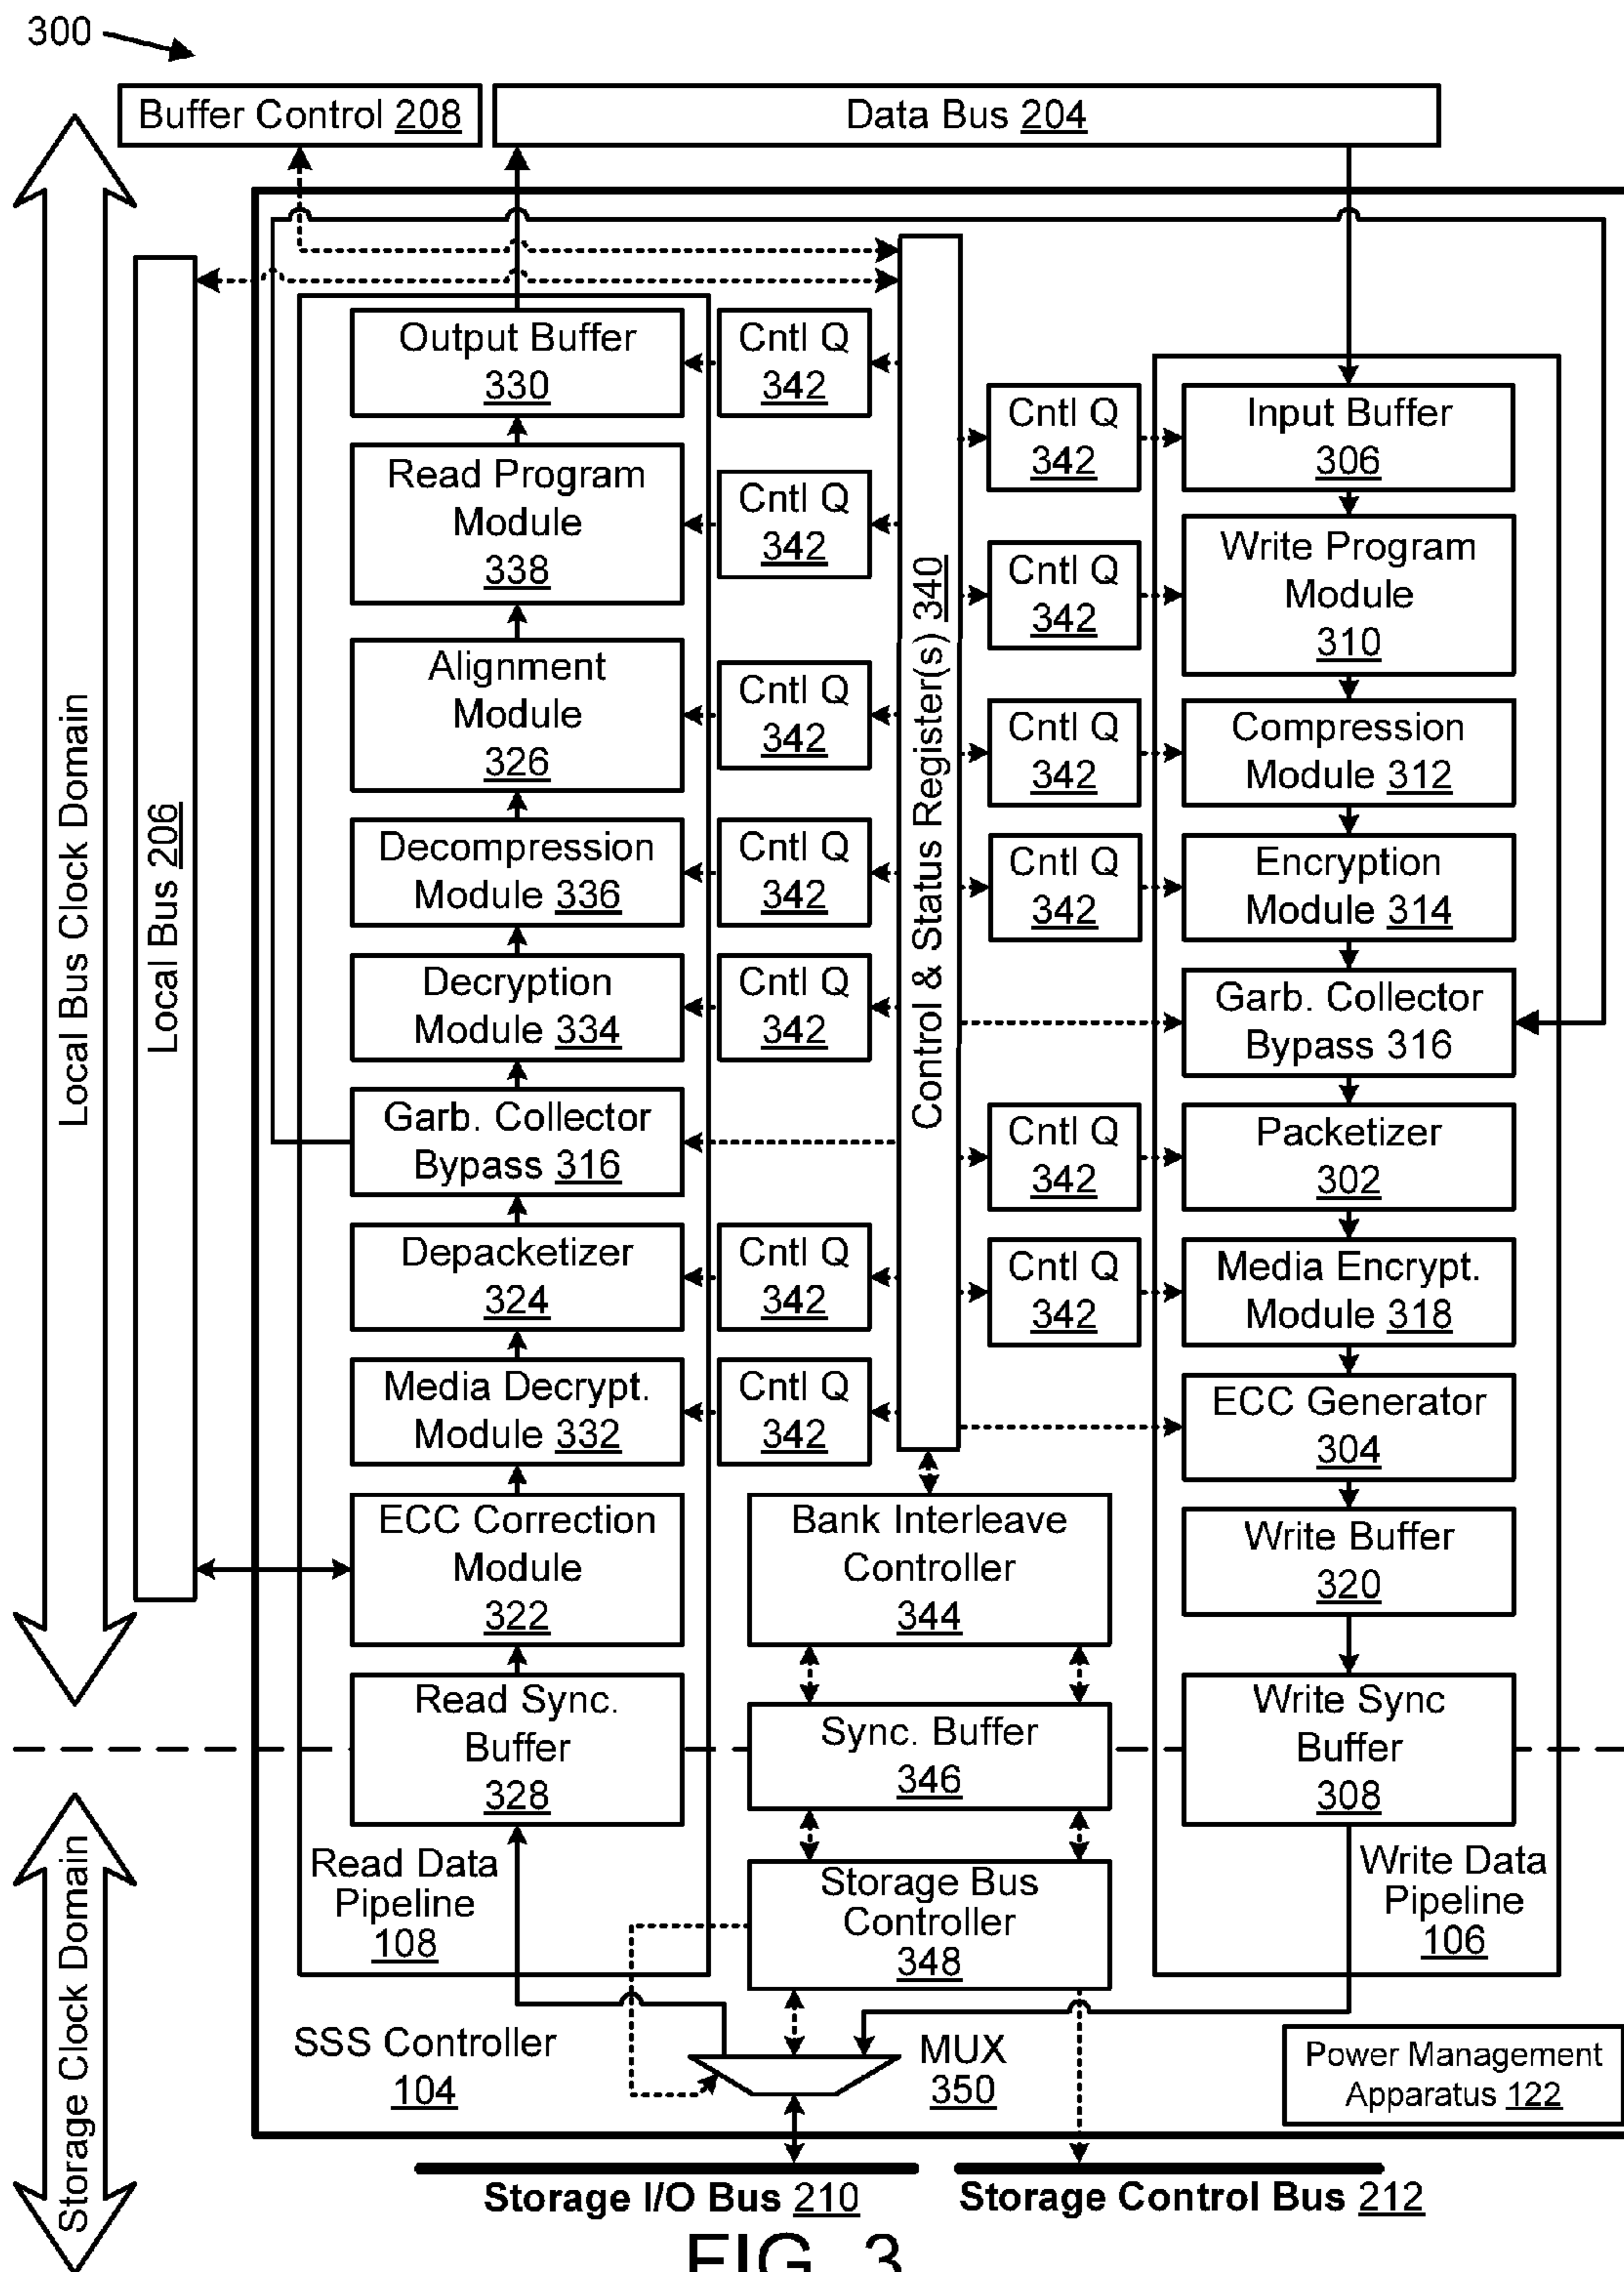 300
Buffer Control 208
Data Bus 204
Local Bus Clock Domain
Local Bus 206
Output Buffer
330
Cntl Q
342
Read Program
Module
338
Cntl Q
342
Alignment
Module
326
Cntl Q
342
Decompression
Module 336
Cntl Q
342
Decryption
Module 334
Cntl Q
342
Garb. Collector
Bypass 316
Depacketizer
324
Cntl Q
342
Media Decrypt.
Module 332
Cntl Q
342
ECC Correction
Module
322
Read Sync.
Buffer
328
Read Data
Pipeline
108
Control & Status Register(s) 340
Bank Interleave
Controller
344
Sync. Buffer
346
Storage Bus
Controller
348
Cntl Q
342
Input Buffer
306
Cntl Q
342
Write Program
Module
310
Cntl Q
342
Compression
Module 312
Cntl Q
342
Encryption
Module 314
Garb. Collector
Bypass 316
Cntl Q
342
Packetizer
302
Cntl Q
342
Media Encrypt.
Module 318
ECC Generator
304
Write Buffer
320
Write Sync
Buffer
308
Write Data
Pipeline
106
Storage Clock Domain
SSS Controller
104
MUX
350
Power Management
Apparatus 122
Storage I/O Bus 210
Storage Control Bus 212
FIG. 3